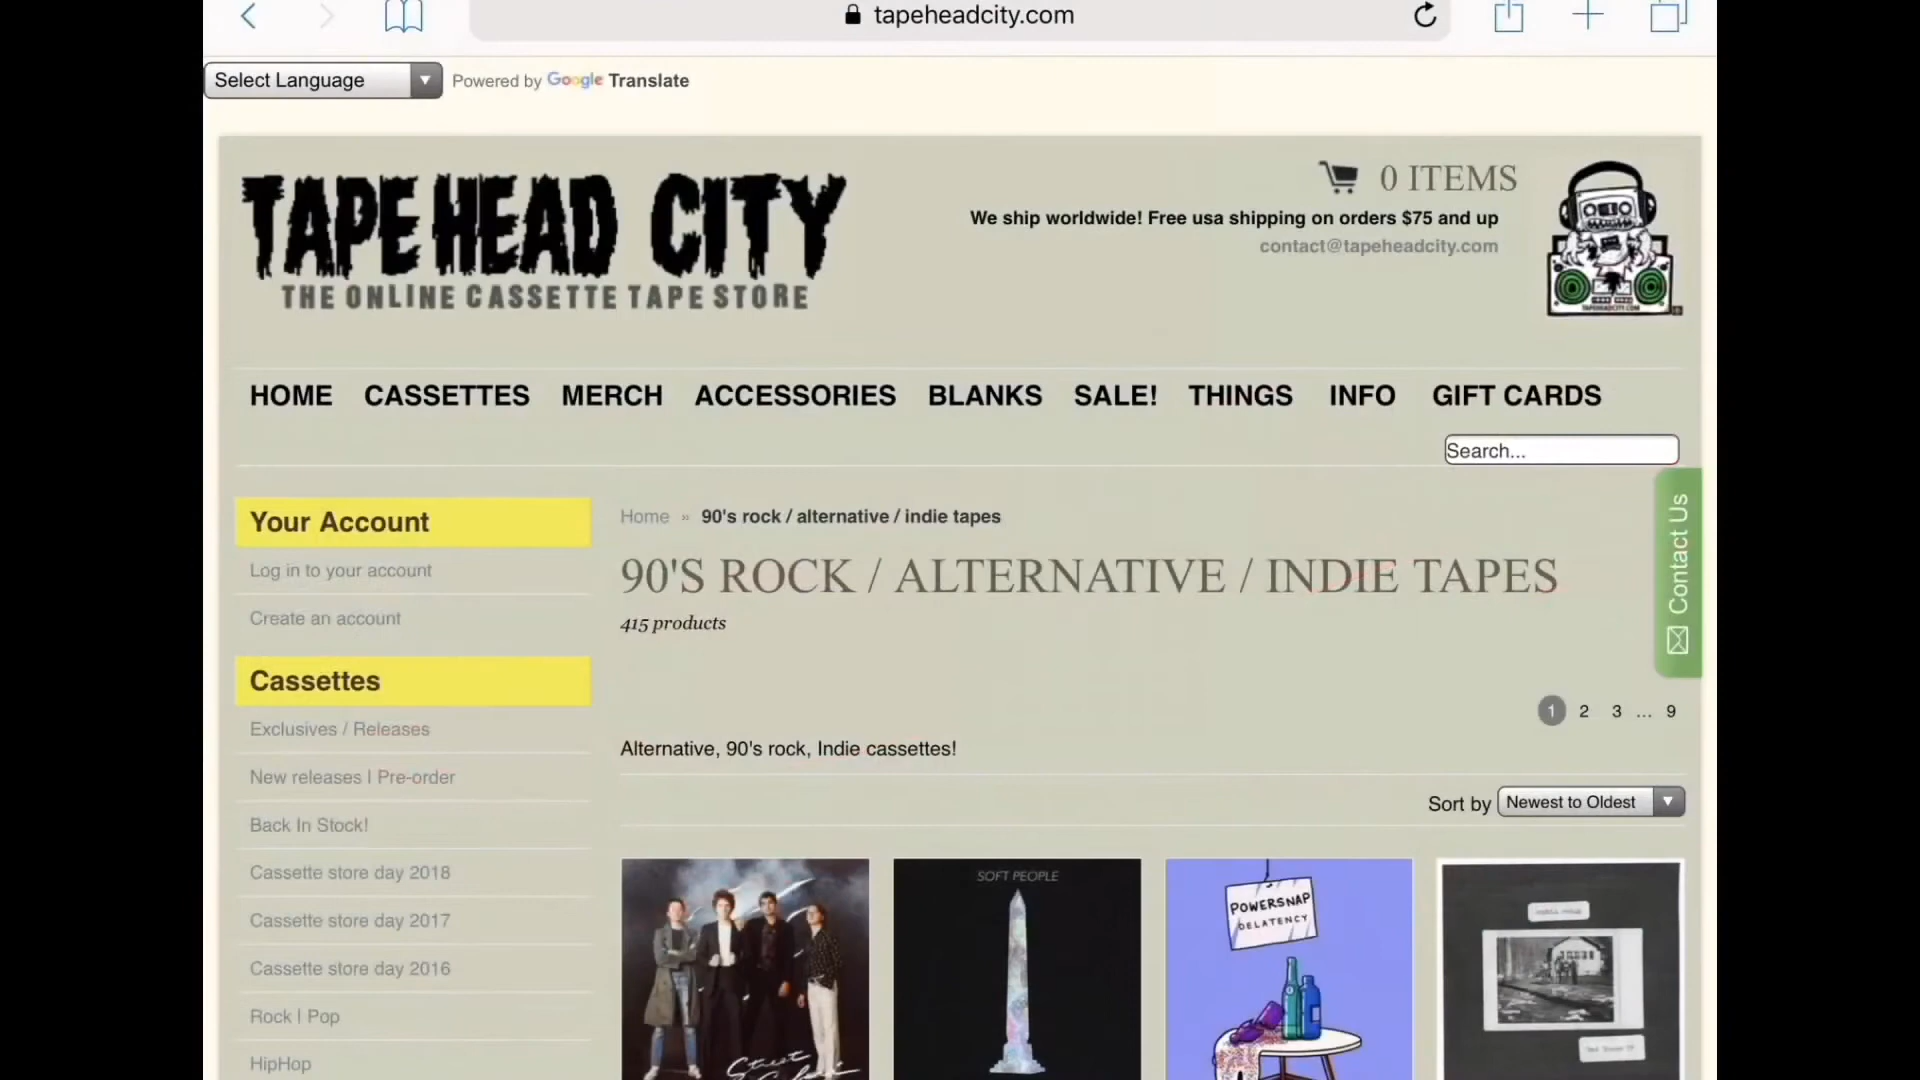 tapeheadcity.com
Select Language
Powered by Google Translate
TAPE HEAD CITY
THE ONLINE CASSETTE TAPE STORE
0 ITEMS
We ship worldwide! Free usa shipping on orders $75 and up
contact@tapeheadcity.com
TAPEHEADCITY.COM
HOME CASSETTES MERCH ACCESSORIES BLANKS SALE! THINGS INFO GIFT CARDS
Search...
Contact Us
Your Account
Log in to your account
Create an account
Cassettes
Exclusives / Releases
New releases | Pre-order
Back In Stock!
Cassette store day 2018
Cassette store day 2017
Cassette store day 2016
Rock | Pop
HipHop
Home » 90's rock / alternative / indie tapes
90'S ROCK / ALTERNATIVE / INDIE TAPES
415 products
1 2 3 ... 9
Alternative, 90's rock, Indie cassettes!
Sort by Newest to Oldest
Street
SOFT PEOPLE
POWERSNAP
DELATENCY